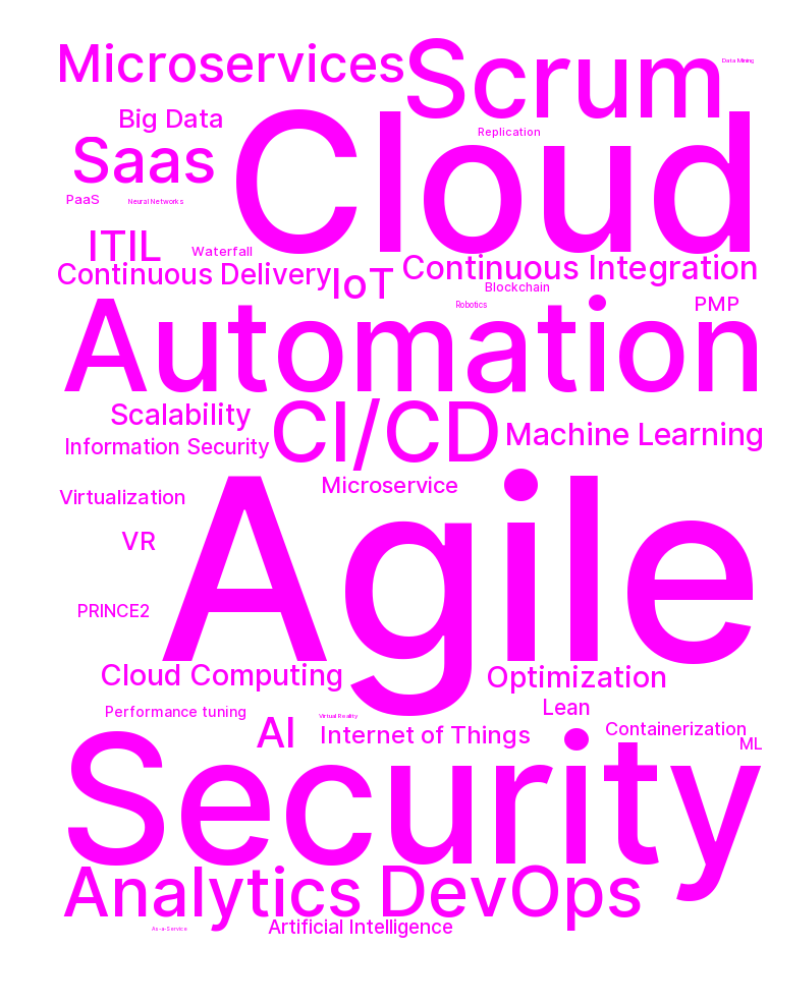 Microservices
Scrum
Data Mining
Big Data
Cloud
Replication
Saas
PaaS
Neural Networks
ITIL
Waterfall
Continuous Delivery
IoT
Continuous Integration
Blockchain
Robotics
PMP
Automation
Scalability
CI/CD
Machine Learning
Information Security
Microservice
Virtualization
Agile
VR
PRINCE2
Cloud Computing
Optimization
Performance tuning
Lean
AI
Virtual Reality
Internet of Things
Containerization
ML
Security
Analytics
DevOps
As-a-Service
Artificial Intelligence